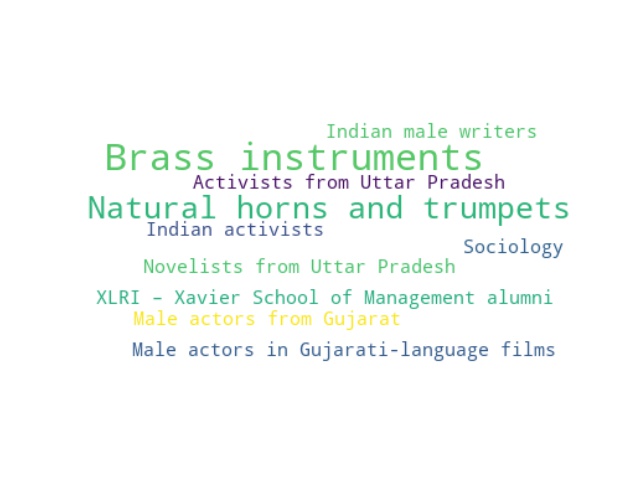 Indian male writers
Brass instruments
Activists from Uttar Pradesh
Natural horns and trumpets
Indian activists
Sociology
Novelists from Uttar Pradesh
XLRI – Xavier School of Management alumni
Male actors from Gujarat
Male actors in Gujarati-language films